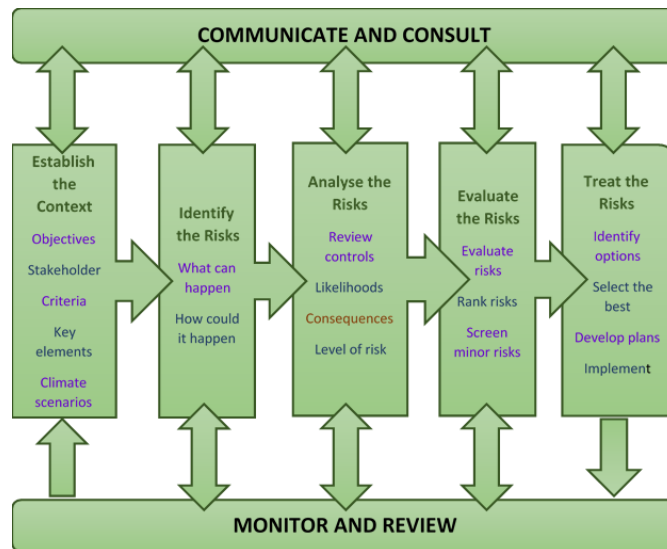 COMMUNICATE AND CONSULT
Establish
the
Context
Objectives
Stakeholder
Criteria
Key
elements
Climate
scenarios
Identify
the Risks
What can
happen
How could
it happen
Analyse the
Risks
Review
controls
Likelihoods
Consequences
Level of risk
Evaluate
the Risks
Evaluate
risks
Rank risks
Screen
minor risks
Treat the
Risks
Identify
options
Select the
best
Develop plans
Implement
MONITOR AND REVIEW